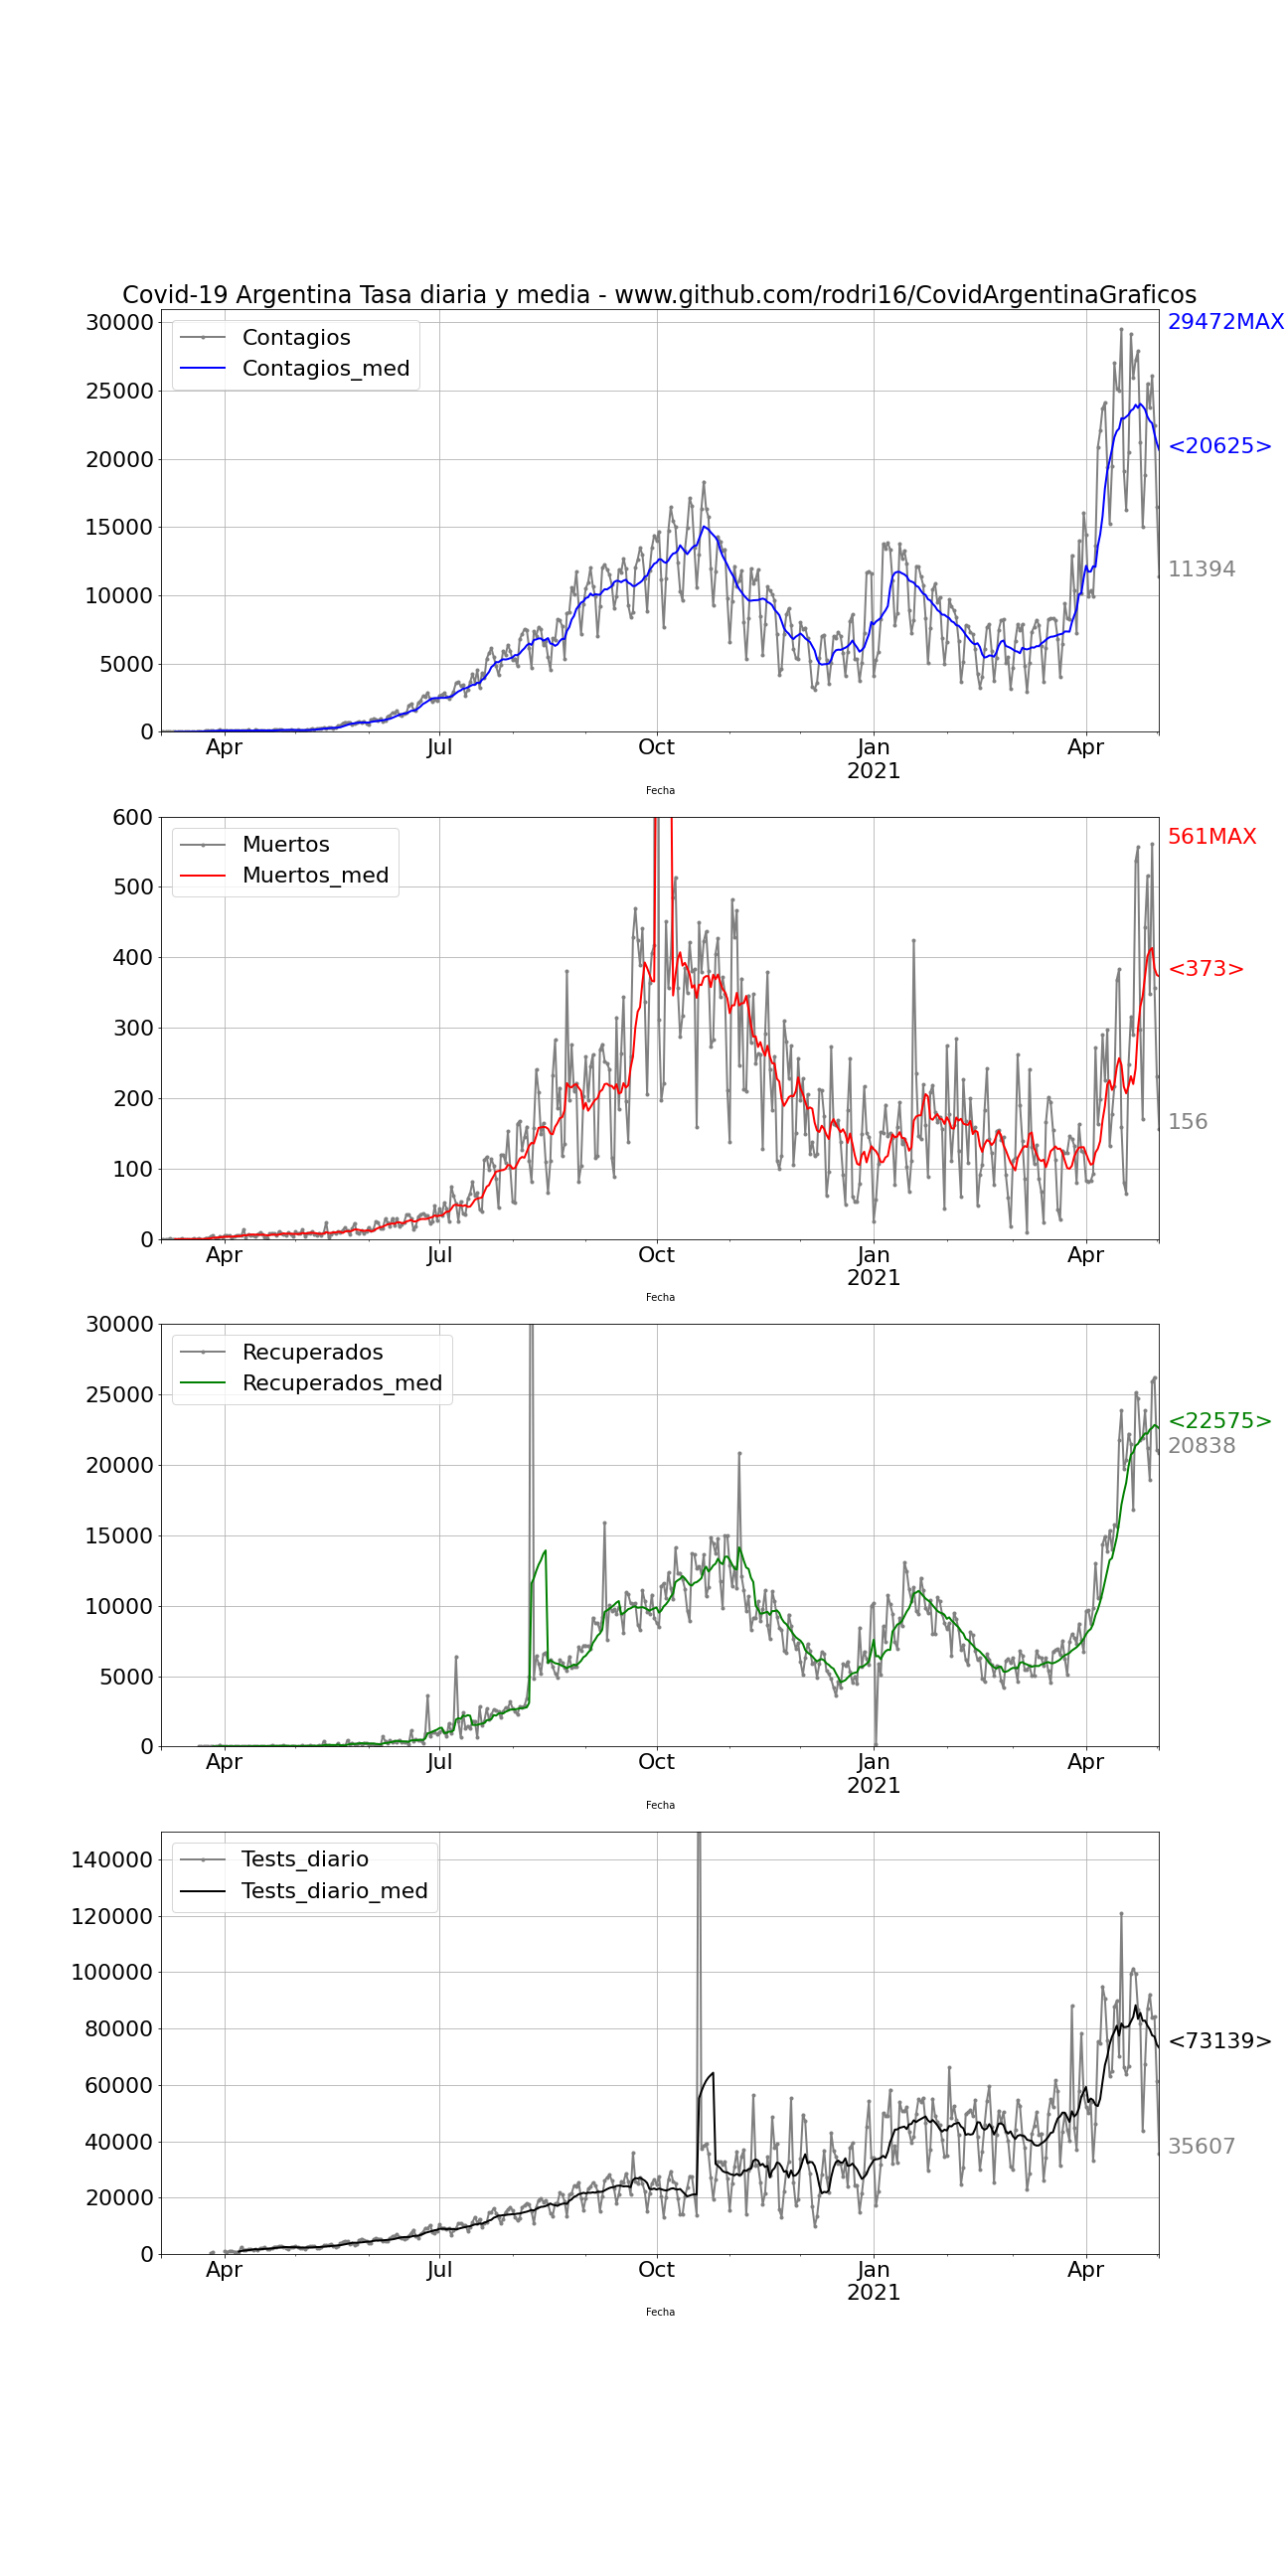 Covid-19 Argentina Tasa diaria y media - www.github.com/rodri16/CovidArgentinaGraficos
30000
25000
20000
15000
10000
5000
0
Contagios
Contagios_med
29472MAX
<20625>
11394
Apr
Jul
Oct
Jan
2021
Apr
Fecha
600
500
400
300
200
100
0
Muertos
Muertos_med
561MAX
<373>
156
Apr
Jul
Oct
Jan
2021
Apr
Fecha
30000
25000
20000
15000
10000
5000
0
Recuperados
Recuperados_med
<22575>
20838
Apr
Jul
Oct
Jan
2021
Apr
Fecha
140000
120000
100000
80000
60000
40000
20000
0
Tests_diario
Tests_diario_med
<73139>
35607
Apr
Jul
Oct
Jan
2021
Apr
Fecha